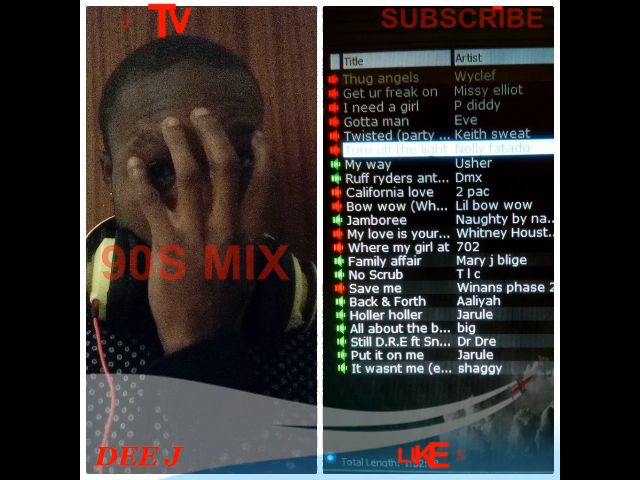 TV
SUBSCRIBE
Title Artist
Thug angels Wyclef
Get ur freak on Missy elliot
I need a girl P diddy
Gotta man Eve
Twisted (party ... Keith sweat
Turn off the light Nelly fatado
My way Usher
Ruff ryders ant... Dmx
California love 2 pac
Bow wow (Wh... Lil bow wow
Jamboree Naughty by na...
My love is your... Whitney Houst...
Where my girl at 702
Family affair Mary j blige
No Scrub T l c
Save me Winans phase 2
Back & Forth Aaliyah
Holler holler Jarule
All about the b... big
Still D.R.E ft Sn... Dr Dre
Put it on me Jarule
It wasnt me (e... shaggy
90S MIX
DEE J
LIKE
Total Length: